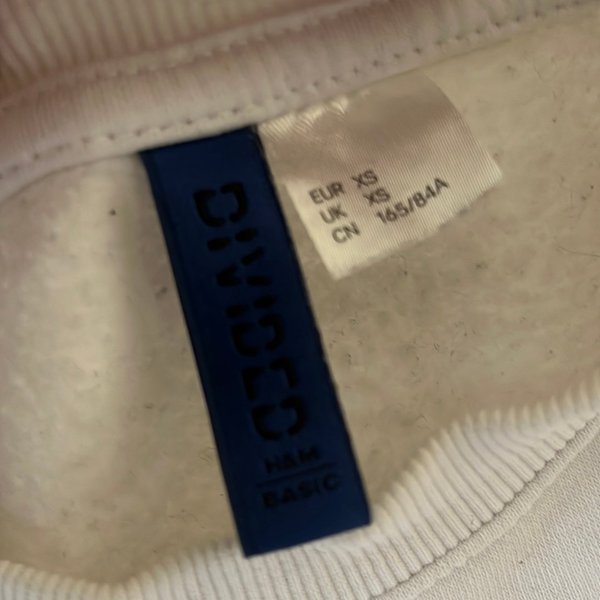 DIVIDED
H&M
BASIC
EUR XS
UK XS
CN 165/84A